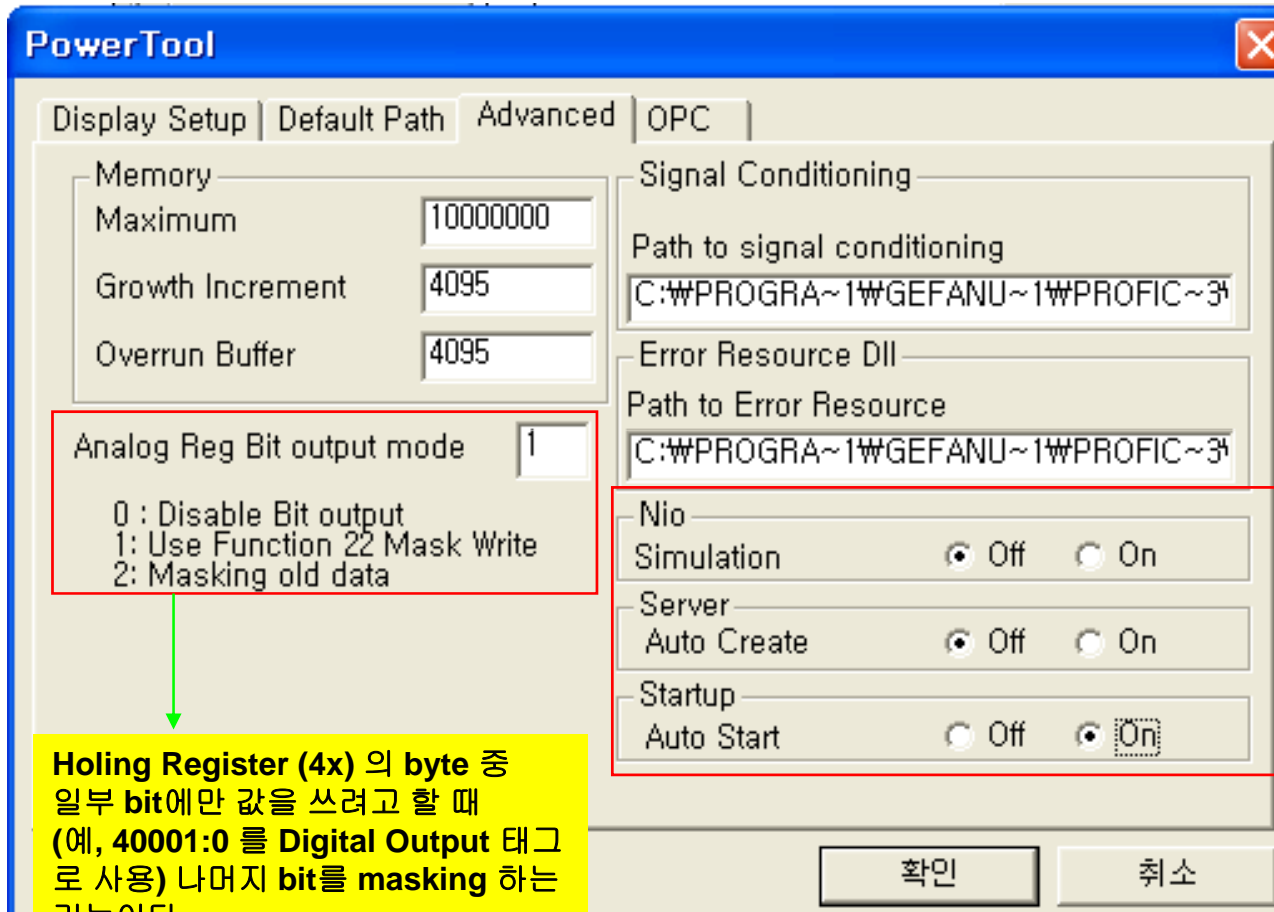 PowerTool
Display Setup
Default Path
Advanced
OPC
Memory
Maximum
10000000
Growth Increment
4095
Overrun Buffer
4095
Analog Reg Bit output mode
1
0 : Disable Bit output
1: Use Function 22 Mask Write
2: Masking old data
Signal Conditioning
Path to signal conditioning
C:₩PROGRA~1₩GEFANU~1₩PROFIC~3
Error Resource Dll
Path to Error Resource
C:₩PROGRA~1₩GEFANU~1₩PROFIC~3
Nio
Simulation
Off
On
Server
Auto Create
Off
On
Startup
Auto Start
Off
On
Holing Register (4x) 의 byte 중
일부 bit에만 값을 쓰려고 할 때
(예, 40001:0 를 Digital Output 태그
로 사용) 나머지 bit를 masking 하는
확인
취소